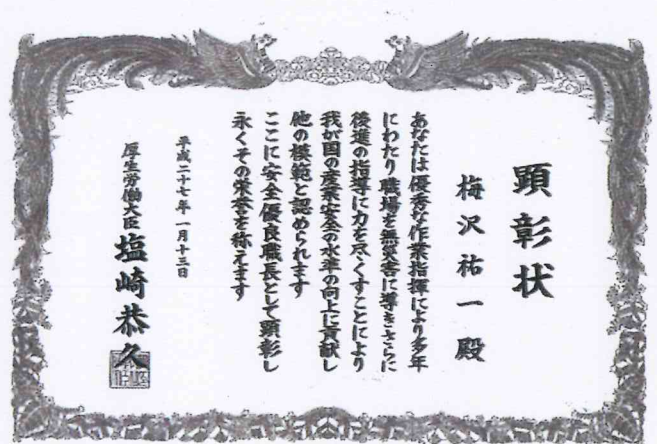 顕彰状
梅沢祐一殿
あなたは優秀な作業指揮により多年
にわたり職場を無災害に導きさらに
後進の指導に力を尽くすことにより
我が国の産業安全の水準の向上に貢献し
他の模範と認められます
ここに安全優良職長として顕彰し
永くその栄誉を称えます
平成二十七年一月十三日
厚生労働大臣 塩崎恭久